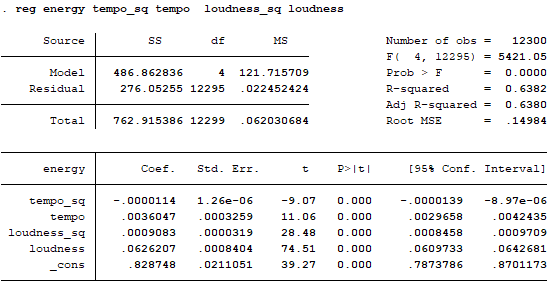 . reg energy tempo_sq tempo  loudness_sq loudness
Source SS df MS Number of obs = 12300
F( 4, 12295) = 5421.05
Model 486.862836 4 121.715709 Prob > F = 0.0000
Residual 276.05255 12295 .022452424 R-squared = 0.6382
Adj R-squared = 0.6380
Total 762.915386 12299 .062030684 Root MSE = .14984
energy Coef. Std. Err. t P>|t| [95% Conf. Interval]
tempo_sq -.0000114 1.26e-06 -9.07 0.000 -.0000139 -8.97e-06
tempo .0036047 .0003259 11.06 0.000 .0029658 .0042435
loudness_sq .0009083 .0000319 28.48 0.000 .0008458 .0009709
loudness .0626207 .0008404 74.51 0.000 .0609733 .0642681
_cons .828748 .0211051 39.27 0.000 .7873786 .8701173